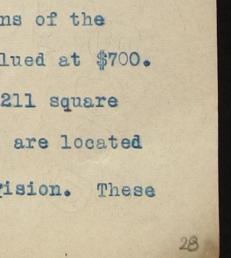 ns of the
lued at $700.
211 square
are located
ision. These
28